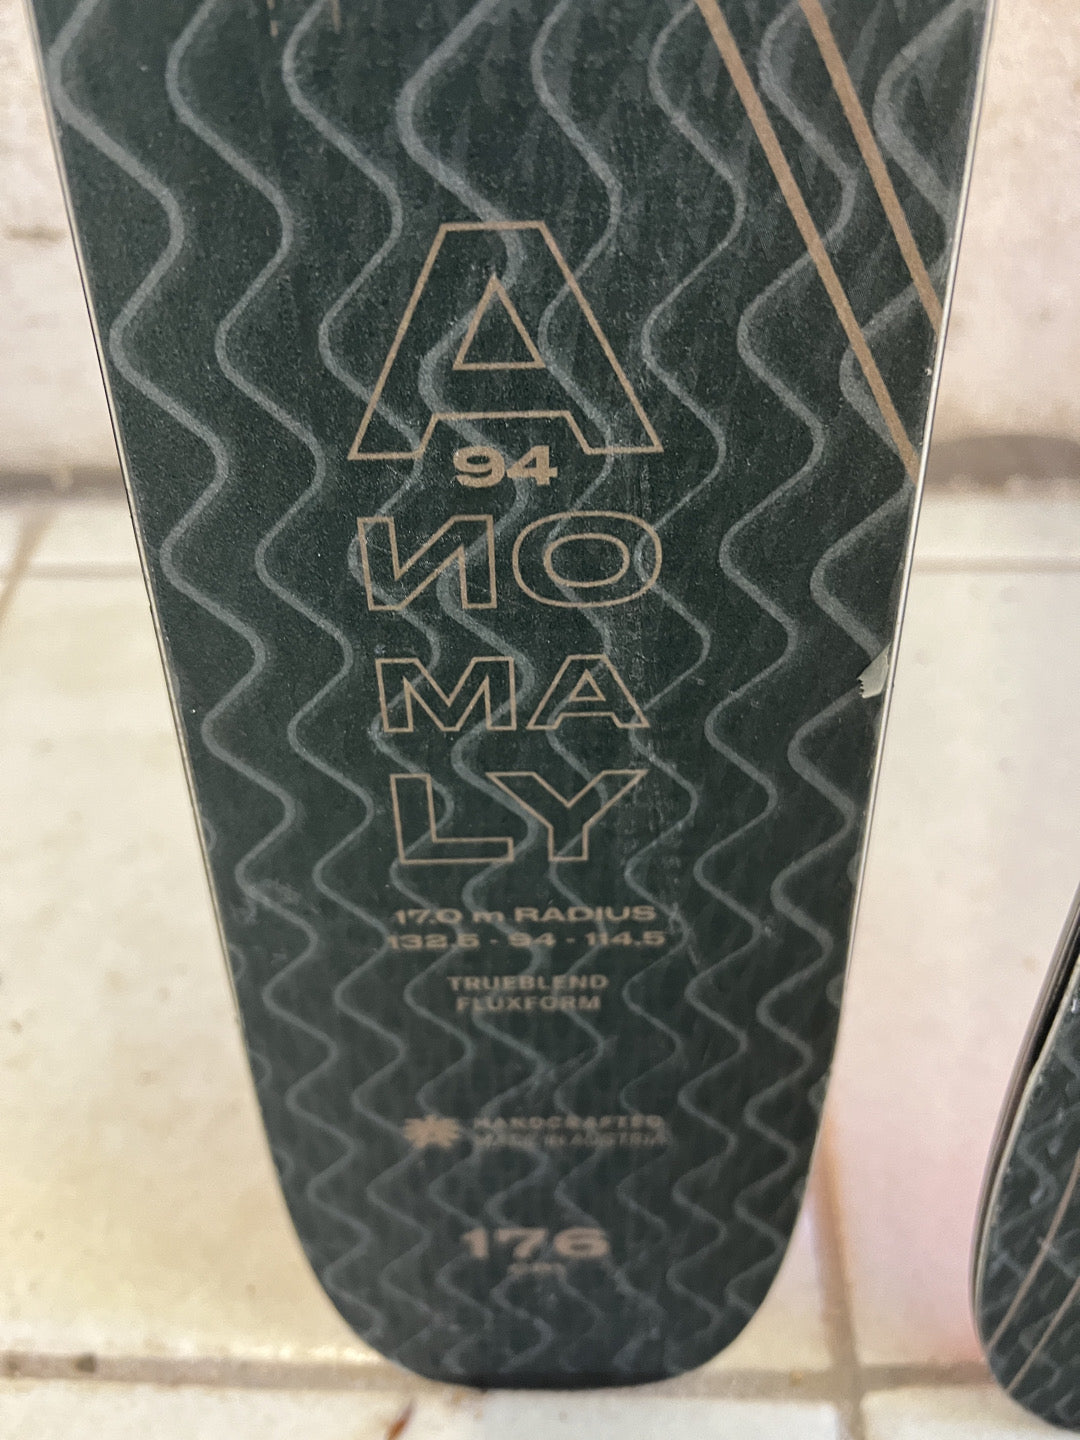 A
94
ИO
MA
LY
17.0 m RADIUS
132.5 - 94 - 114.5
TRUEBLEND
FLUXFORM
HANDCRAFTED
MADE in AUSTRIA
176